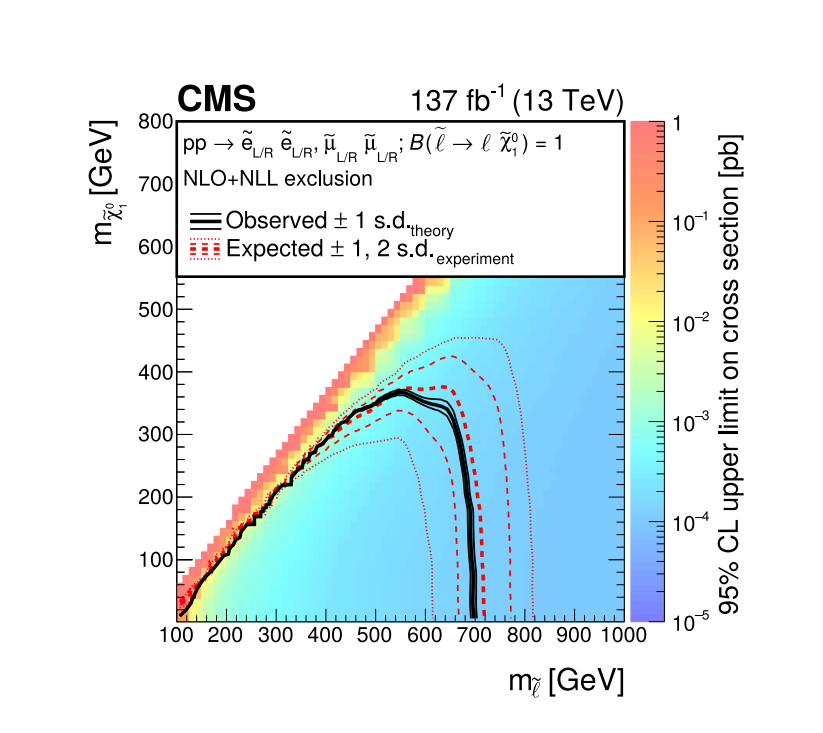 CMS 137 fb⁻¹ (13 TeV)
pp → ẽ_L/R ẽ_L/R, μ̃_L/R μ̃_L/R; B(ℓ̃ → ℓ χ̃⁰₁) = 1
NLO+NLL exclusion
Observed ± 1 s.d._theory
Expected ± 1, 2 s.d._experiment
m_χ̃⁰₁ [GeV]
800
700
600
500
400
300
200
100
100 200 300 400 500 600 700 800 900 1000
m_ℓ̃ [GeV]
1
10⁻¹
10⁻²
10⁻³
10⁻⁴
10⁻⁵
95% CL upper limit on cross section [pb]